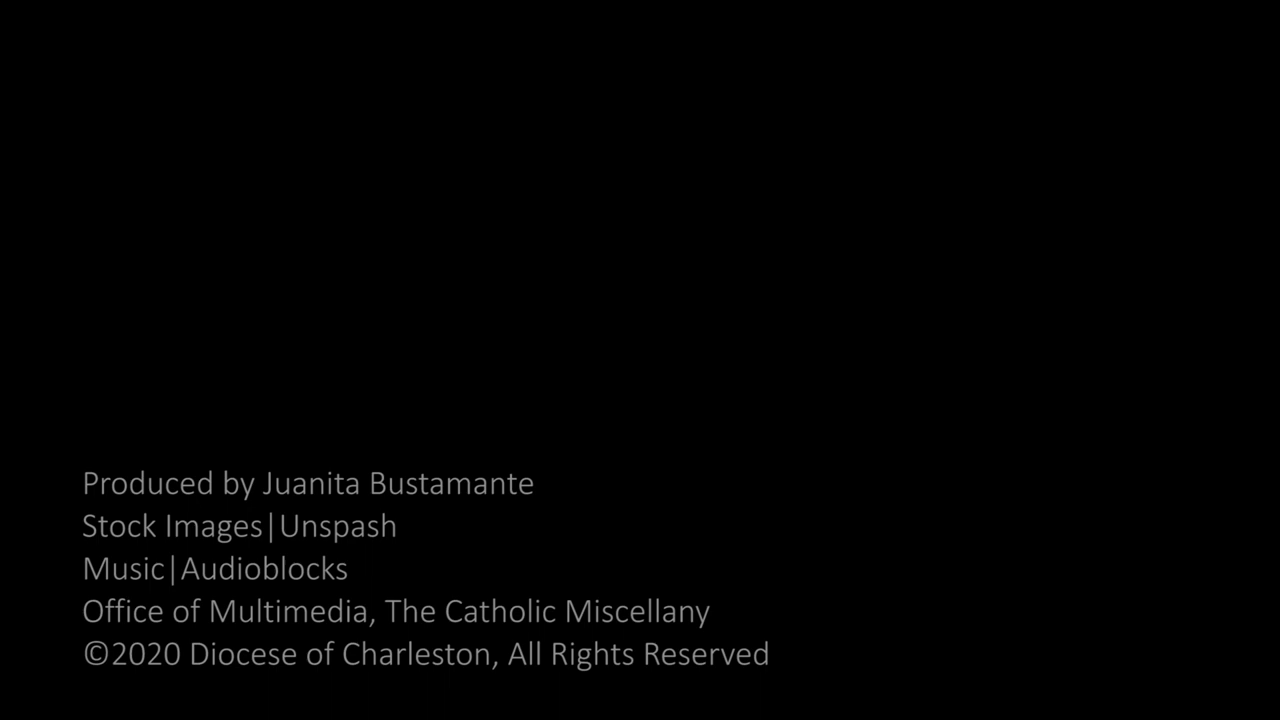 Produced by Juanita Bustamante
Stock Images|Unspash
Music|Audioblocks
Office of Multimedia, The Catholic Miscellany
©2020 Diocese of Charleston, All Rights Reserved